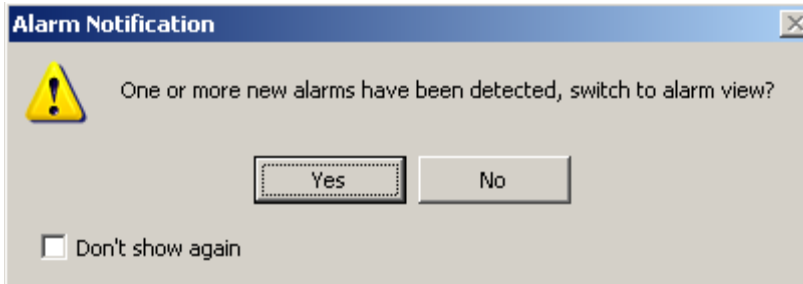 Alarm Notification
One or more new alarms have been detected, switch to alarm view?
Yes No
Don't show again